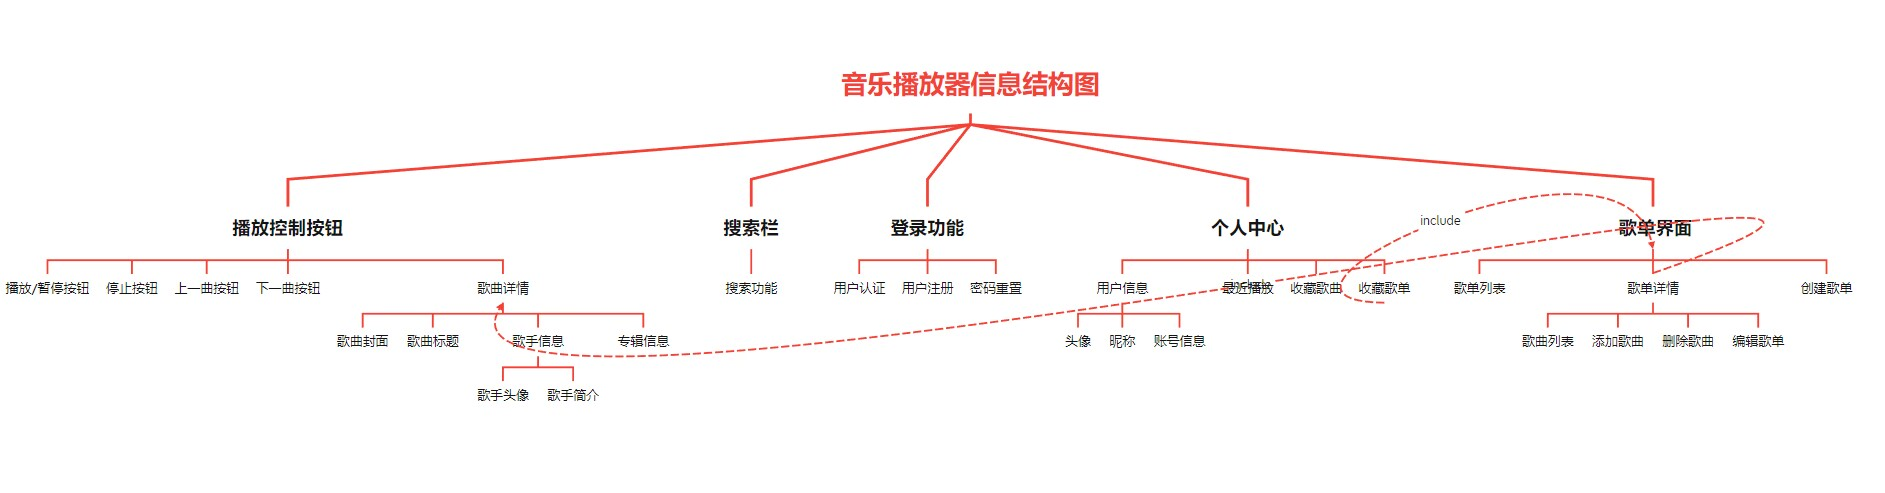 音乐播放器信息结构图
include
播放控制按钮
搜索栏
登录功能
个人中心
歌单界面
播放/暂停按钮
停止按钮
上一曲按钮
下一曲按钮
歌曲详情
搜索功能
用户认证
用户注册
密码重置
用户信息
最近播放
收藏歌曲
收藏歌单
歌单列表
歌单详情
创建歌单
歌曲封面
歌曲标题
歌手信息
专辑信息
头像
昵称
账号信息
歌曲列表
添加歌曲
删除歌曲
编辑歌单
歌手头像
歌手简介